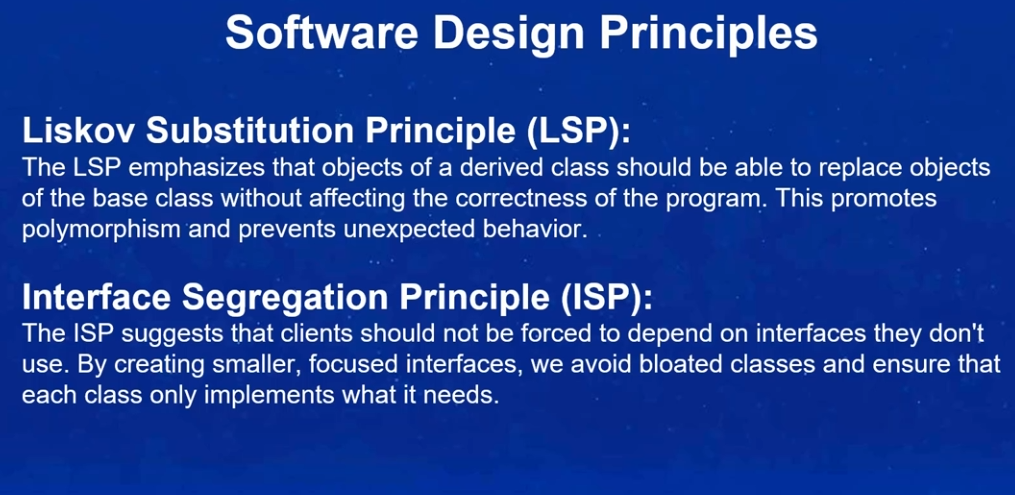 Software Design Principles
Liskov Substitution Principle (LSP):
The LSP emphasizes that objects of a derived class should be able to replace objects
of the base class without affecting the correctness of the program. This promotes
polymorphism and prevents unexpected behavior.
Interface Segregation Principle (ISP):
The ISP suggests that clients should not be forced to depend on interfaces they don't
use. By creating smaller, focused interfaces, we avoid bloated classes and ensure that
each class only implements what it needs.